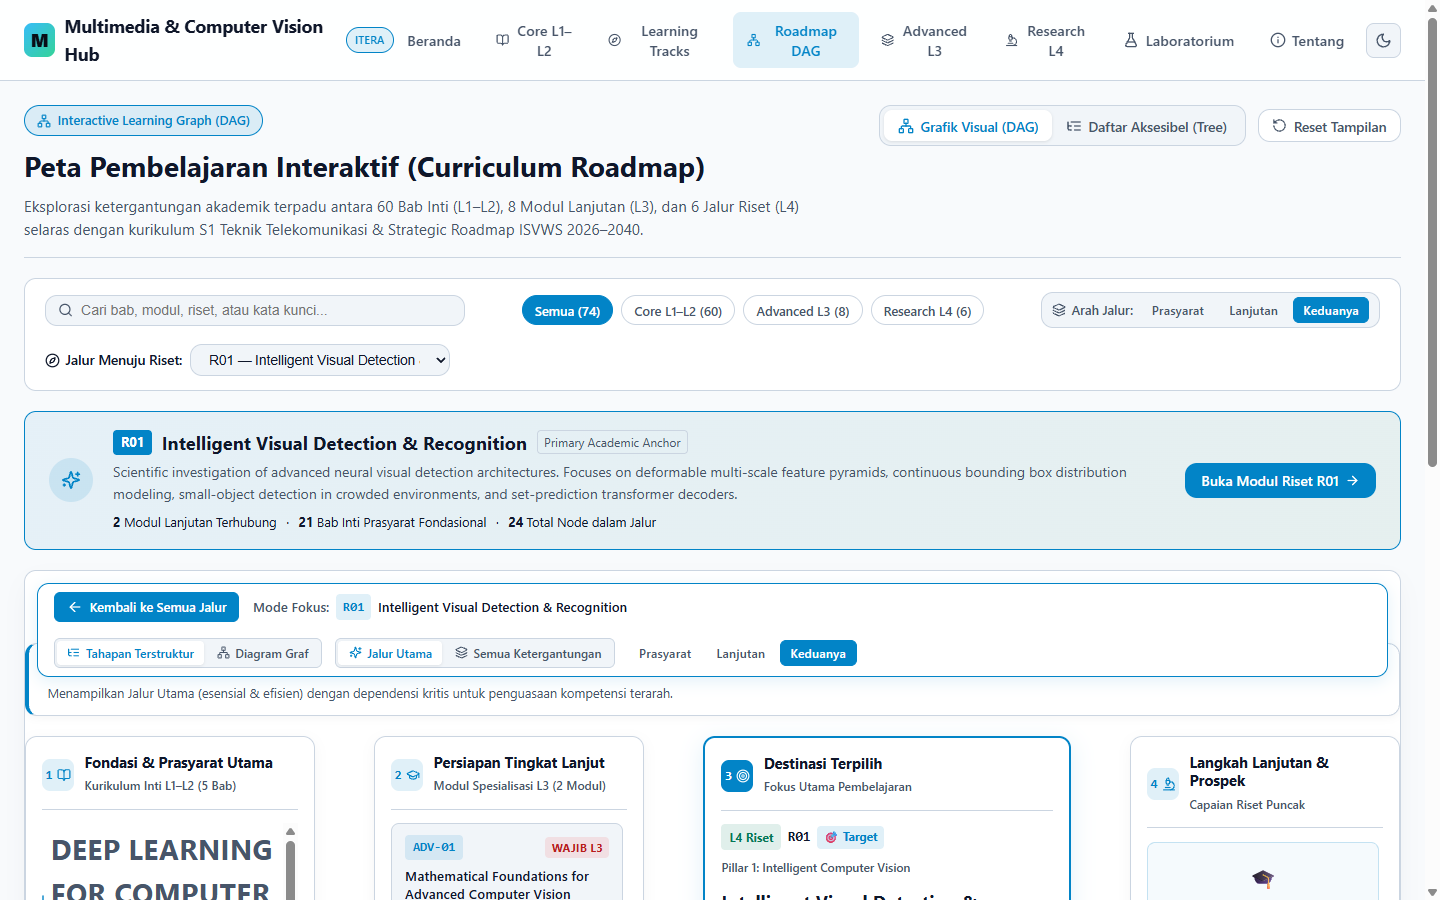 M
Multimedia & Computer Vision
Hub
ITERA
Beranda
Core L1–
L2
Learning
Tracks
Roadmap
DAG
Advanced
L3
Research
L4
Laboratorium
Tentang
Interactive Learning Graph (DAG)
Grafik Visual (DAG)
Daftar Aksesibel (Tree)
Reset Tampilan
Peta Pembelajaran Interaktif (Curriculum Roadmap)
Eksplorasi ketergantungan akademik terpadu antara 60 Bab Inti (L1–L2), 8 Modul Lanjutan (L3), dan 6 Jalur Riset (L4)
selaras dengan kurikulum S1 Teknik Telekomunikasi & Strategic Roadmap ISVWS 2026–2040.
Cari bab, modul, riset, atau kata kunci...
Semua (74)
Core L1–L2 (60)
Advanced L3 (8)
Research L4 (6)
Arah Jalur:
Prasyarat
Lanjutan
Keduanya
Jalur Menuju Riset:
R01 — Intelligent Visual Detection
R01
Intelligent Visual Detection & Recognition
Primary Academic Anchor
Scientific investigation of advanced neural visual detection architectures. Focuses on deformable multi-scale feature pyramids, continuous bounding box distribution
modeling, small-object detection in crowded environments, and set-prediction transformer decoders.
2 Modul Lanjutan Terhubung · 21 Bab Inti Prasyarat Fondasional · 24 Total Node dalam Jalur
Buka Modul Riset R01
Kembali ke Semua Jalur
Mode Fokus:
R01
Intelligent Visual Detection & Recognition
Tahapan Terstruktur
Diagram Graf
Jalur Utama
Semua Ketergantungan
Prasyarat
Lanjutan
Keduanya
Menampilkan Jalur Utama (esensial & efisien) dengan dependensi kritis untuk penguasaan kompetensi terarah.
1
Fondasi & Prasyarat Utama
Kurikulum Inti L1–L2 (5 Bab)
DEEP LEARNING
FOR COMPUTER
2
Persiapan Tingkat Lanjut
Modul Spesialisasi L3 (2 Modul)
ADV-01
WAJIB L3
Mathematical Foundations for
Advanced Computer Vision
3
Destinasi Terpilih
Fokus Utama Pembelajaran
L4 Riset
R01
Target
Pillar 1: Intelligent Computer Vision
Intelligent Visual Detection &
4
Langkah Lanjutan &
Prospek
Capaian Riset Puncak